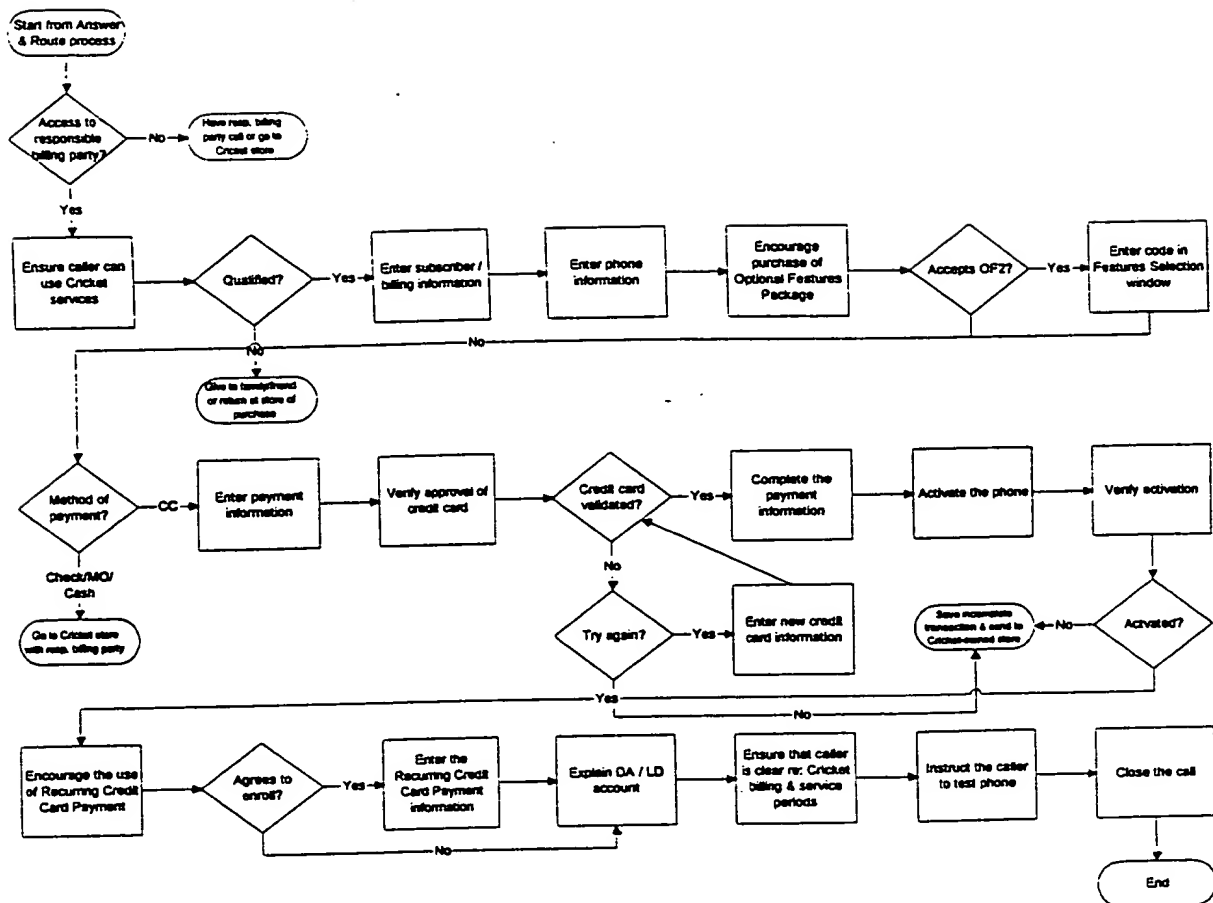 Start from Answer
& Route process
Access to
responsible
billing party?
No
Have resp. billing
party call or go to
Cricket store
Yes
Ensure caller can
use Cricket
services
Qualified?
Yes
Enter subscriber /
billing information
Enter phone
information
Encourage
purchase of
Optional Features
Package
Accepts OF2?
Yes
Enter code in
Features Selection
window
No
No
Give to family/friend
or return at store of
purchase
Method of
payment?
CC
Enter payment
information
Verify approval of
credit card
Credit card
validated?
Yes
Complete the
payment
information
Activate the phone
Verify activation
Check/MO/
Cash
Go to Cricket store
with resp. billing party
No
Try again?
Yes
Enter new credit
card information
Save incomplete
transaction & send to
Cricket-owned store
No
Activated?
Yes
No
Encourage the use
of Recurring Credit
Card Payment
Agrees to
enroll?
Yes
Enter the
Recurring Credit
Card Payment
information
Explain DA / LD
account
Ensure that caller
is clear re: Cricket
billing & service
periods
Instruct the caller
to test phone
Close the call
No
End